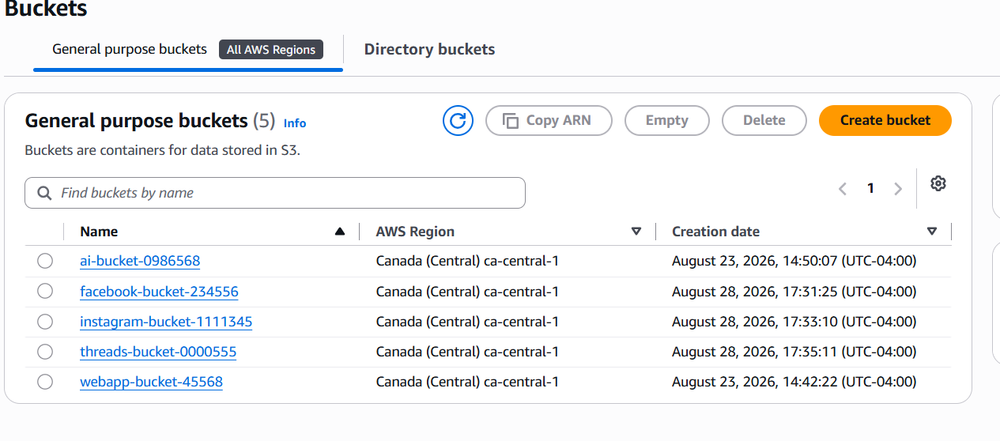 Buckets
General purpose buckets All AWS Regions Directory buckets
General purpose buckets (5) Info Copy ARN Empty Delete Create bucket
Buckets are containers for data stored in S3.
Find buckets by name 1
Name AWS Region Creation date
ai-bucket-0986568 Canada (Central) ca-central-1 August 23, 2026, 14:50:07 (UTC-04:00)
facebook-bucket-234556 Canada (Central) ca-central-1 August 28, 2026, 17:31:25 (UTC-04:00)
instagram-bucket-1111345 Canada (Central) ca-central-1 August 28, 2026, 17:33:10 (UTC-04:00)
threads-bucket-0000555 Canada (Central) ca-central-1 August 28, 2026, 17:35:11 (UTC-04:00)
webapp-bucket-45568 Canada (Central) ca-central-1 August 23, 2026, 14:42:22 (UTC-04:00)